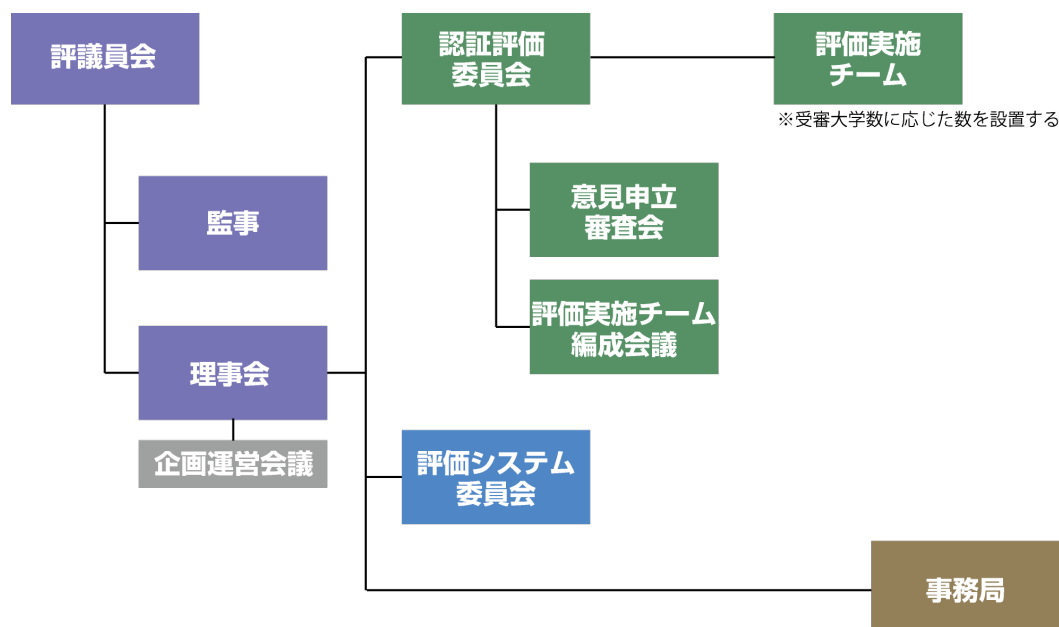 評議員会
監事
理事会
企画運営会議
認証評価
委員会
評価実施
チーム
※受審大学数に応じた数を設置する
意見申立
審査会
評価実施チーム
編成会議
評価システム
委員会
事務局